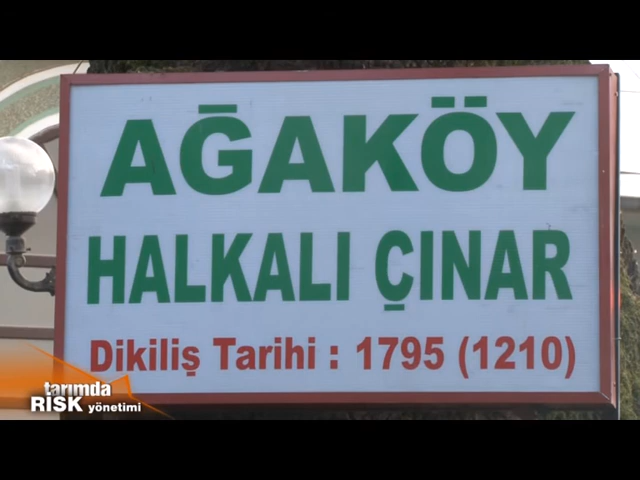 AĞAKÖY
HALKALI ÇINAR
Dikiliş Tarihi : 1795 (1210)
tarımda
RISK yönetimi